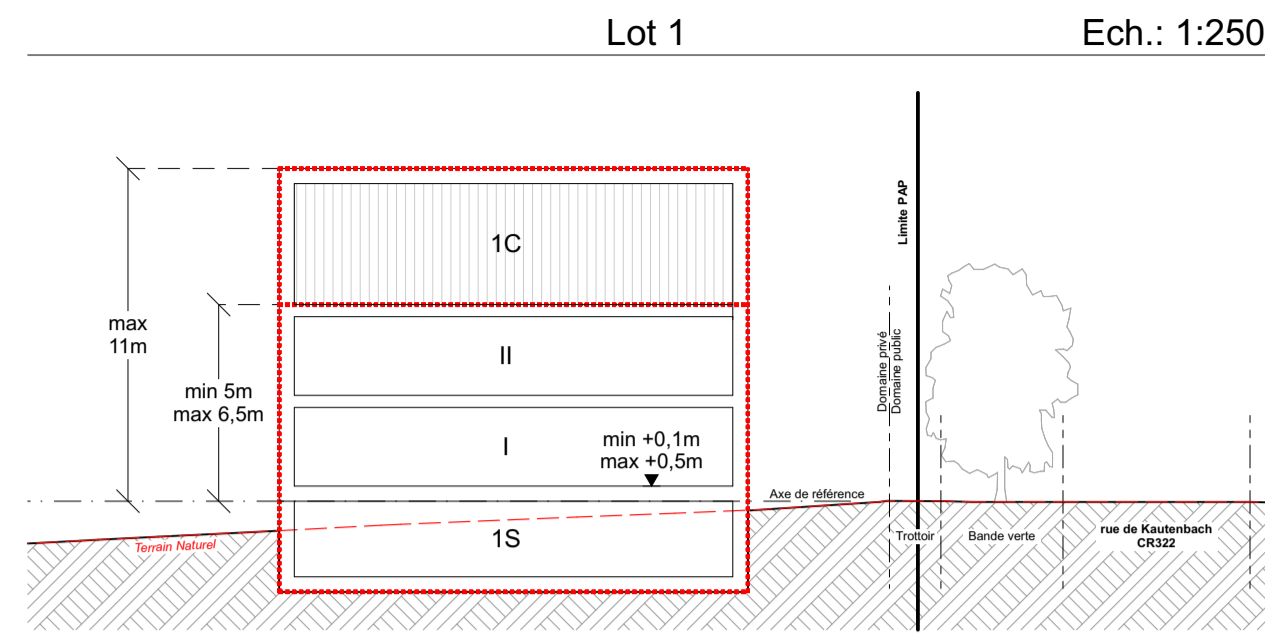 Lot 1
Ech.: 1:250
Limite PAP
1C
max
11m
II
Domaine privé
Domaine public
min 5m
max 6,5m
I
min +0,1m
max +0,5m
Axe de référence
Terrain Naturel
1S
Trottoir
Bande verte
rue de Kautenbach
CR322